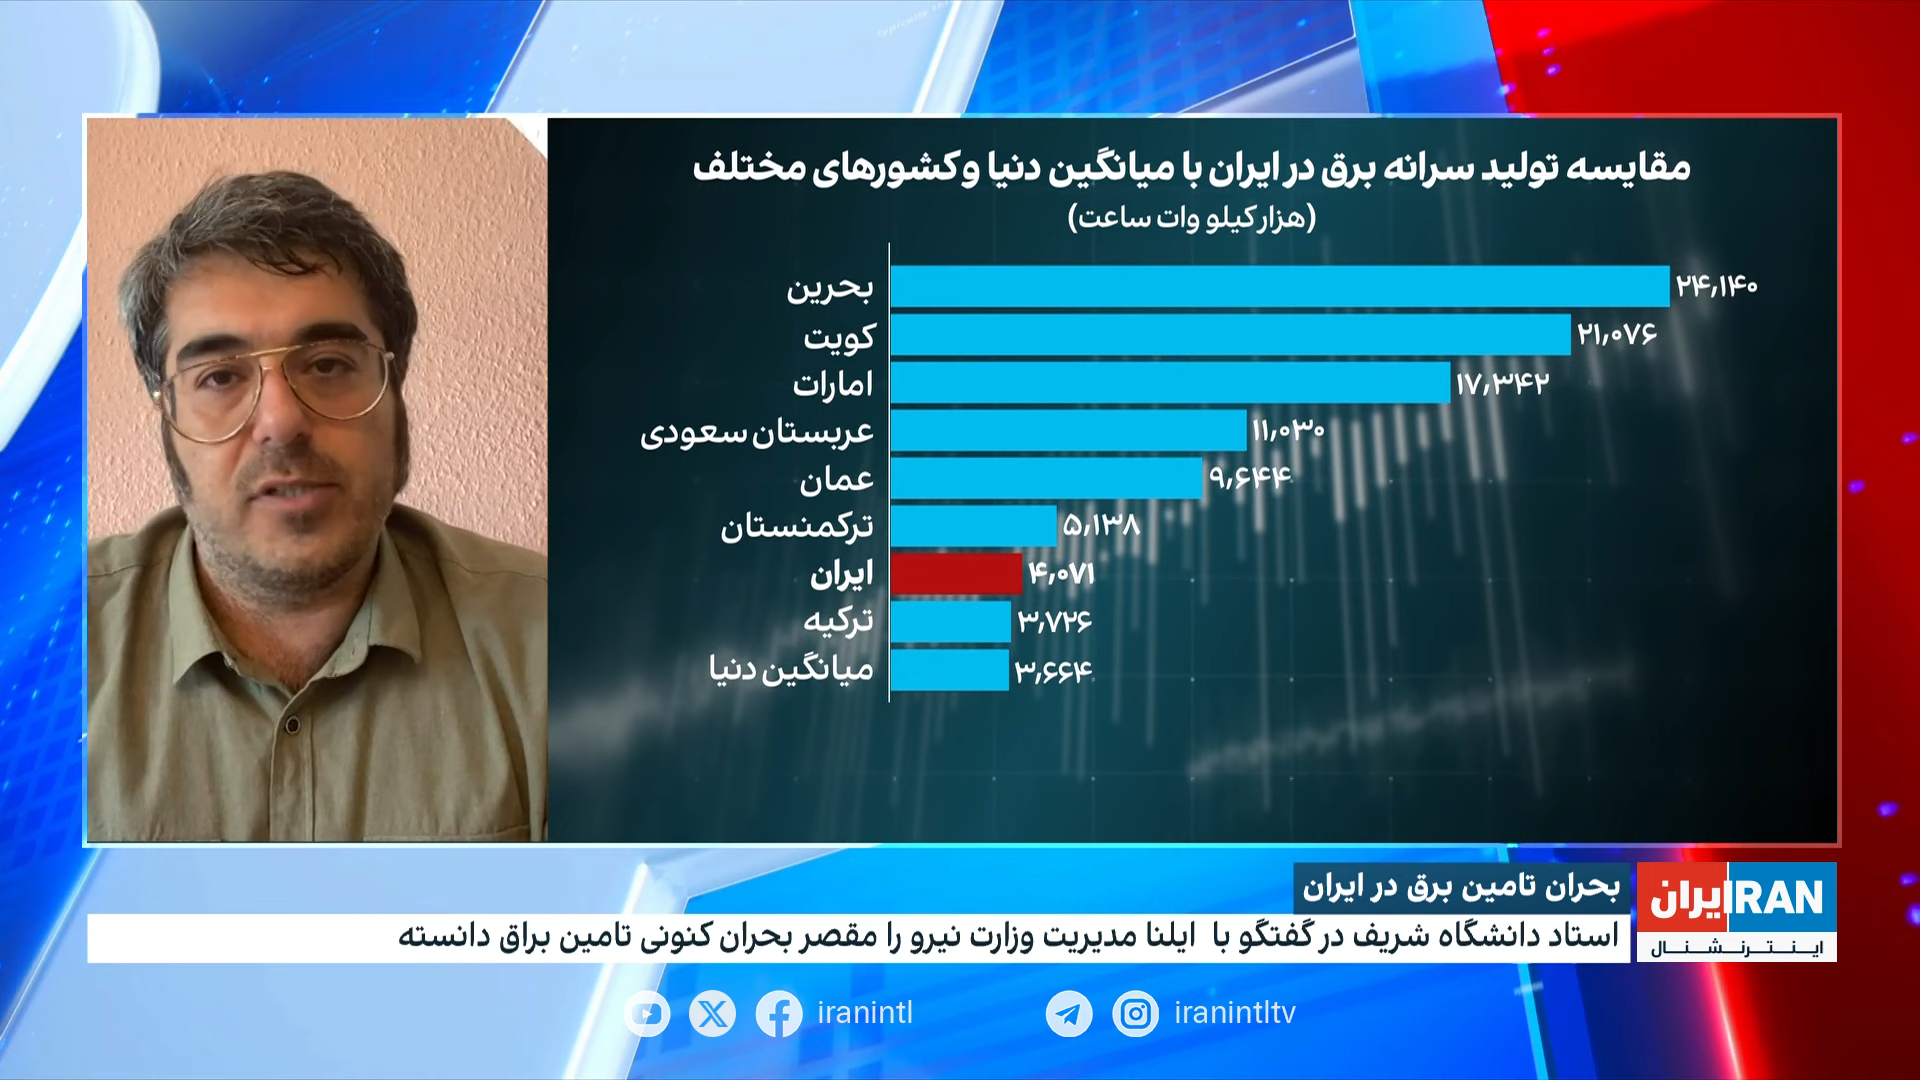 مقایسه تولید سرانه برق در ایران با میانگین دنیا و کشورهای مختلف
(هزار کیلو وات ساعت)
بحرین ۲۴,۱۴۰
کویت ۲۱,۰۷۶
امارات ۱۷,۳۴۲
عربستان سعودی ۱۱,۰۳۰
عمان ۹,۶۴۴
ترکمنستان ۵,۱۳۸
ایران ۴,۰۷۱
ترکیه ۳,۷۲۶
میانگین دنیا ۳,۶۶۴
بحران تامین برق در ایران
استاد دانشگاه شریف در گفتگو با ایلنا مدیریت وزارت نیرو را مقصر بحران کنونی تامین براق دانسته
ایران IRAN
اینترنشنال
iranintl
iranintltv